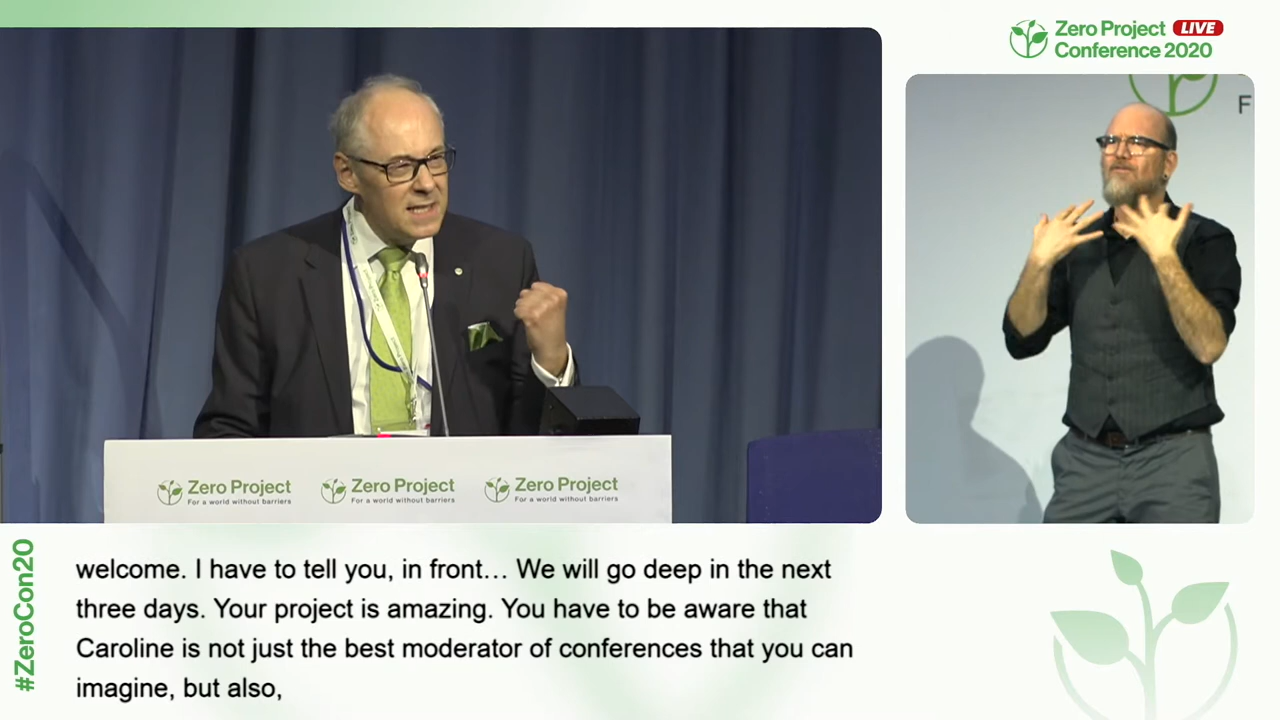 Zero Project LIVE
Conference 2020
F
Zero Project
For a world without barriers
Zero Project
For a world without barriers
Zero Project
For a world without barriers
#ZeroCon20
welcome. I have to tell you, in front… We will go deep in the next
three days. Your project is amazing. You have to be aware that
Caroline is not just the best moderator of conferences that you can
imagine, but also,